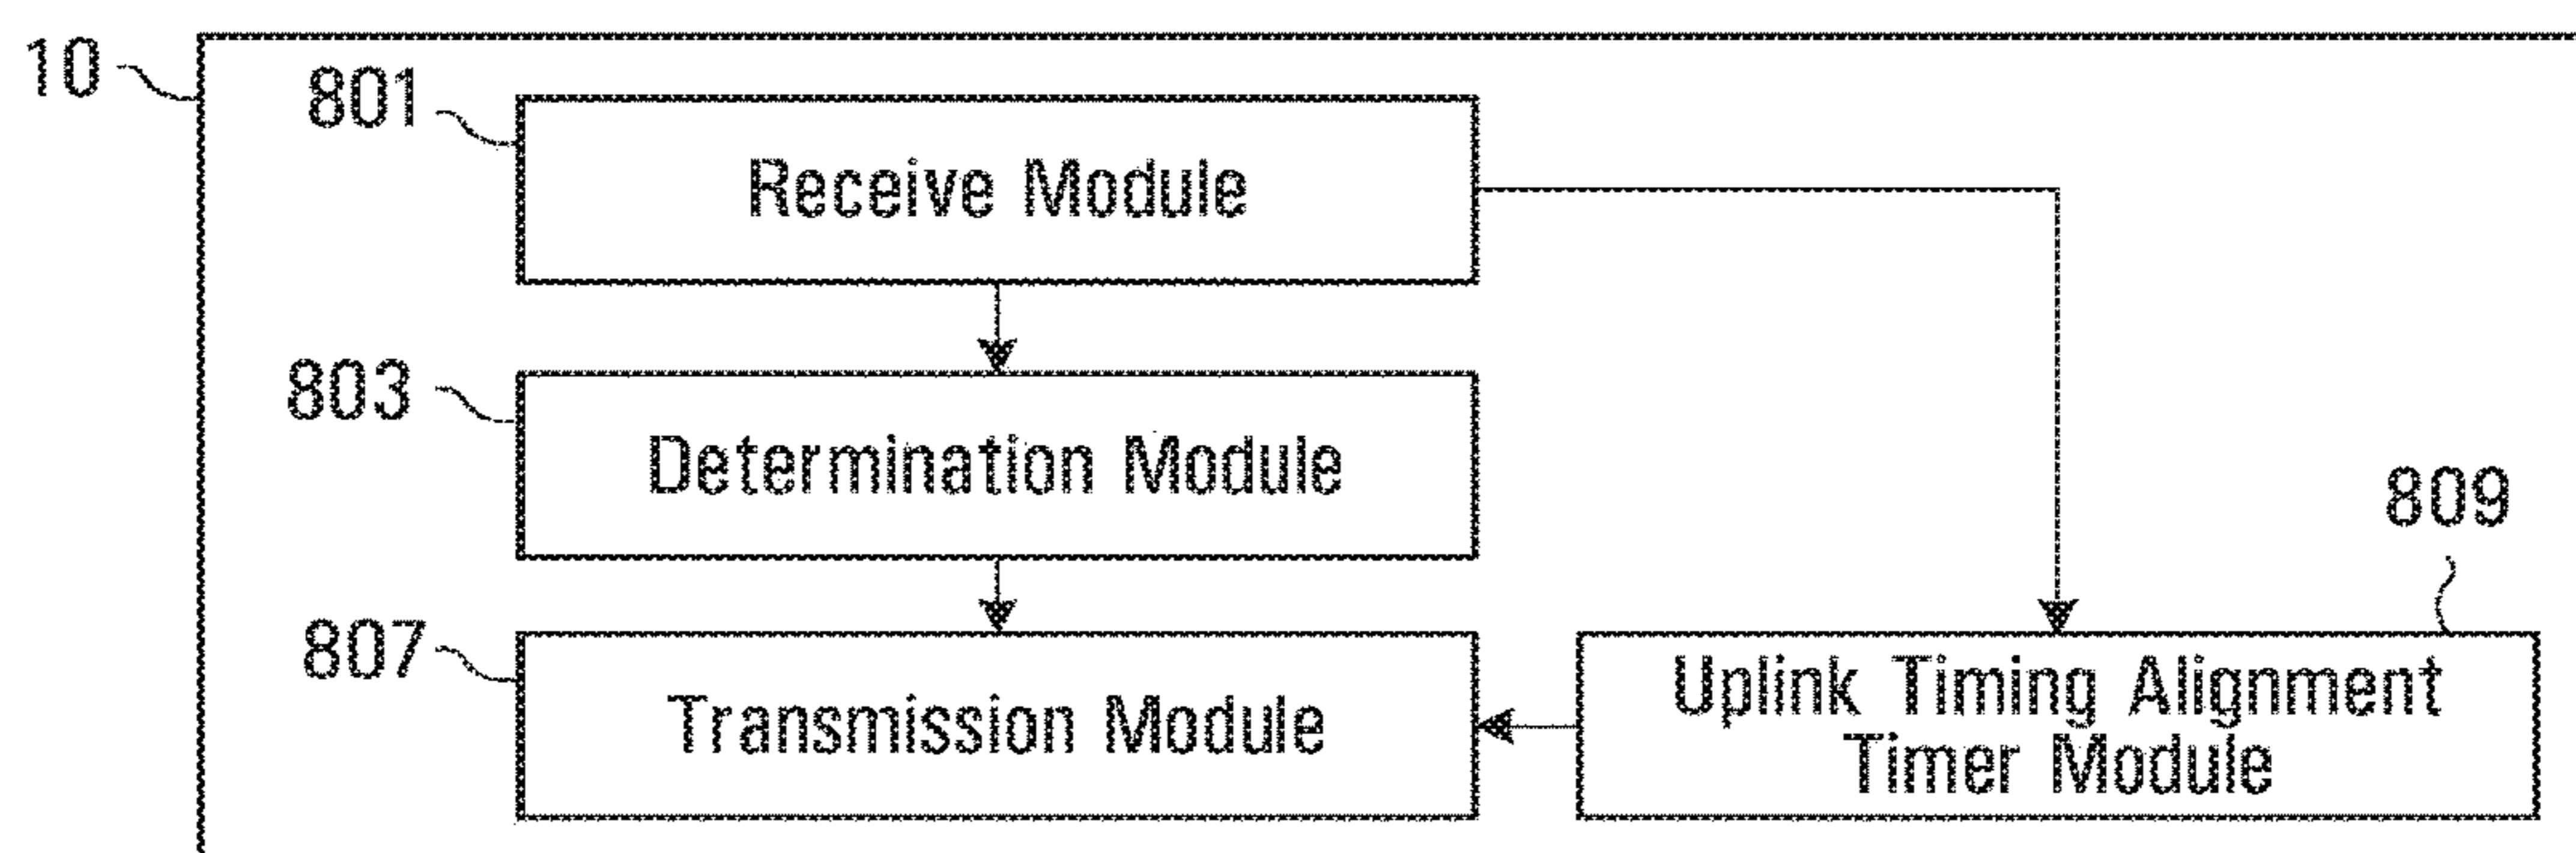 10
801
Receive Module
803
Determination Module
809
807
Transmission Module
Uplink Timing Alignment
Timer Module